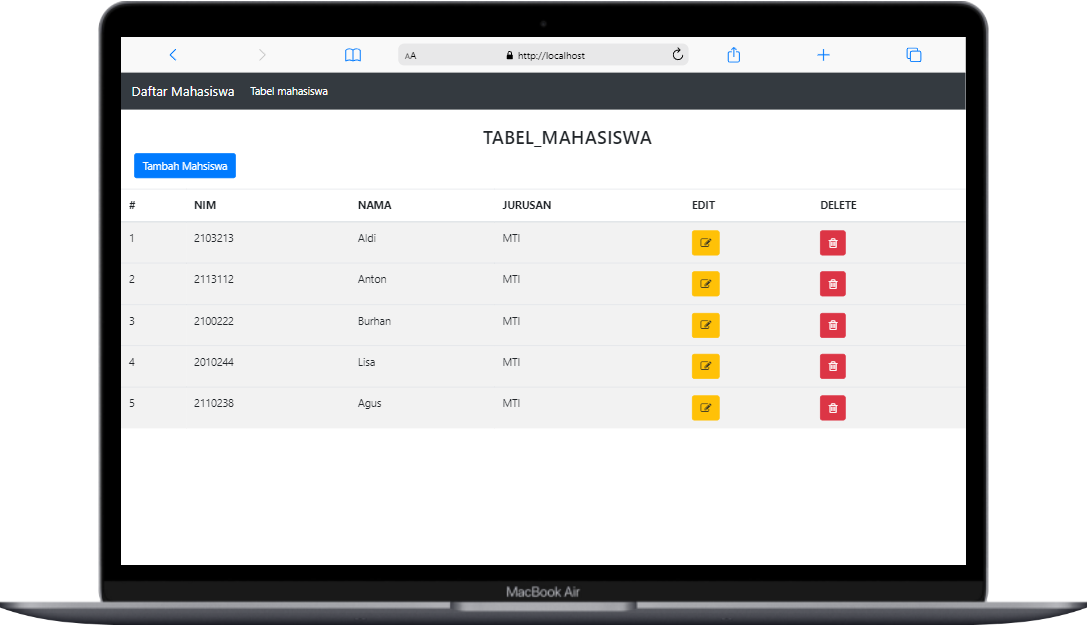 AA http://localhost
Daftar Mahasiswa Tabel mahasiswa
TABEL_MAHASISWA
Tambah Mahsiswa
# NIM NAMA JURUSAN EDIT DELETE
1 2103213 Aldi MTI
2 2113112 Anton MTI
3 2100222 Burhan MTI
4 2010244 Lisa MTI
5 2110238 Agus MTI
MacBook Air